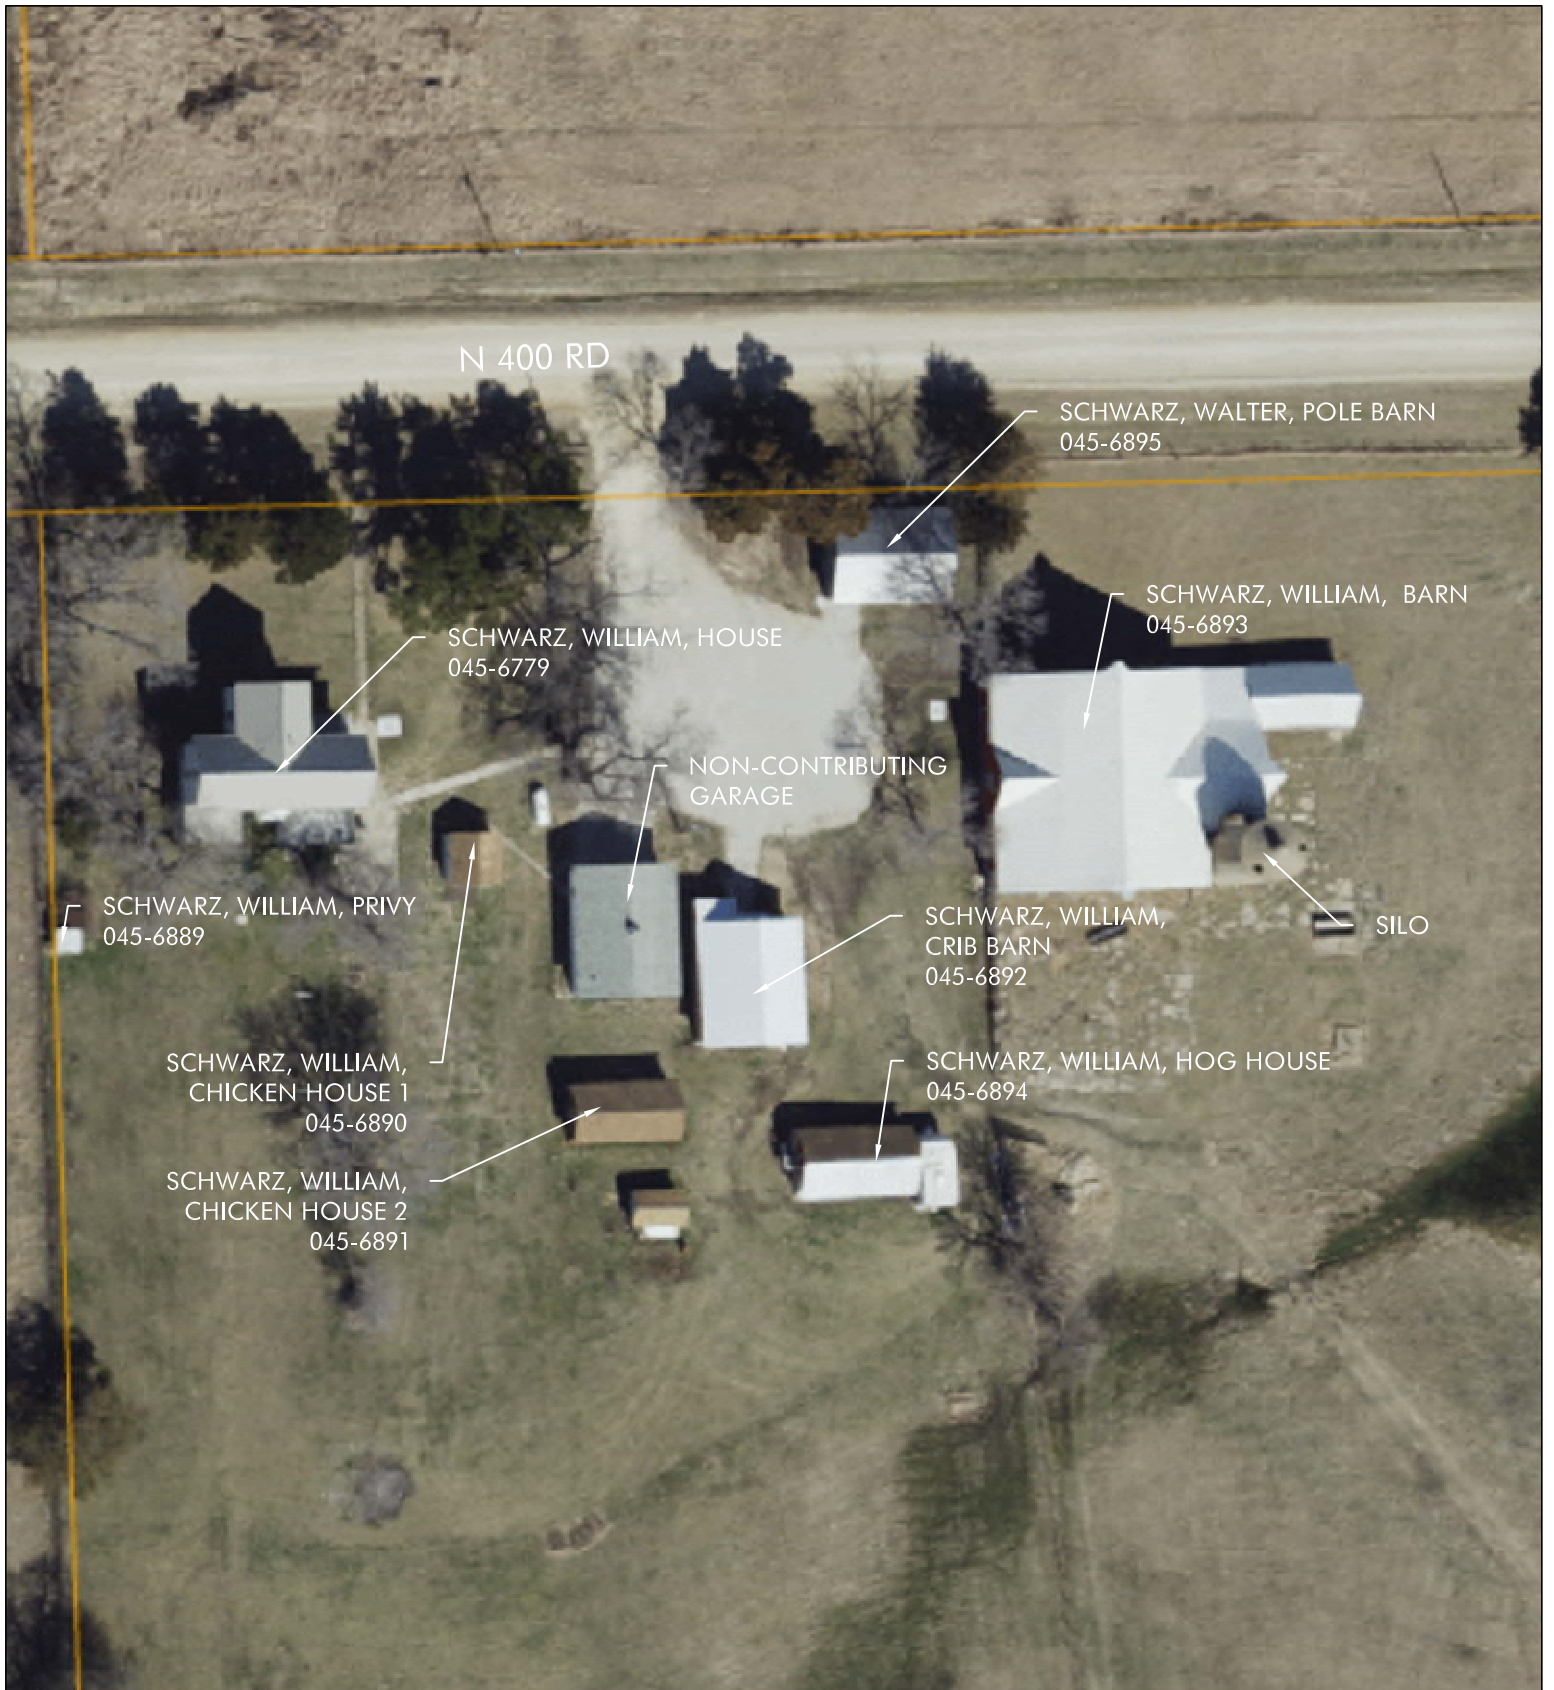 N 400 RD
SCHWARZ, WALTER, POLE BARN
045-6895
SCHWARZ, WILLIAM, BARN
045-6893
SCHWARZ, WILLIAM, HOUSE
045-6779
NON-CONTRIBUTING
GARAGE
SCHWARZ, WILLIAM, PRIVY
045-6889
SCHWARZ, WILLIAM,
CRIB BARN
045-6892
SILO
SCHWARZ, WILLIAM,
CHICKEN HOUSE 1
045-6890
SCHWARZ, WILLIAM, HOG HOUSE
045-6894
SCHWARZ, WILLIAM,
CHICKEN HOUSE 2
045-6891